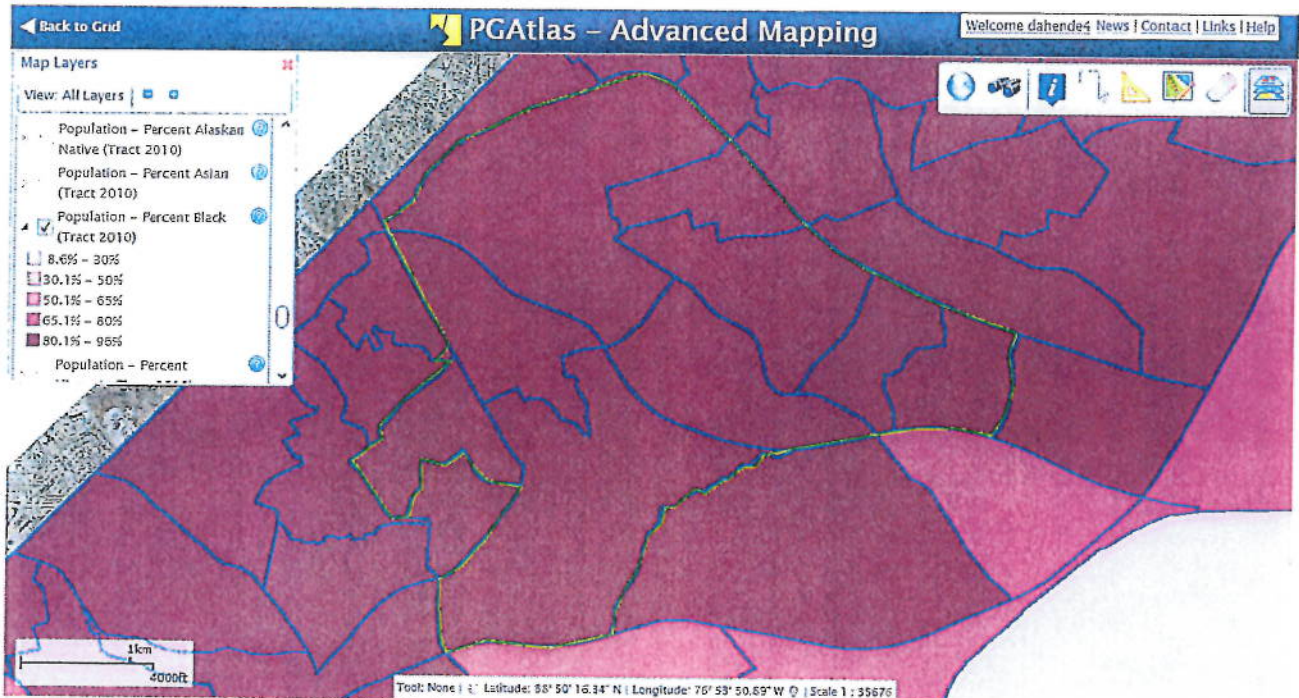 Back to Grid
PGAtlas – Advanced Mapping
Welcome dahende4 News | Contact | Links | Help
Map Layers
View: All Layers
Population – Percent Alaskan
Native (Tract 2010)
Population – Percent Asian
(Tract 2010)
Population – Percent Black
(Tract 2010)
8.6% – 30%
30.1% – 50%
50.1% – 65%
65.1% – 80%
80.1% – 96%
Population – Percent
1km
4000ft
Tool: None | Latitude: 38° 50' 16.34" N | Longitude: 76° 53' 50.89" W | Scale 1 : 35676